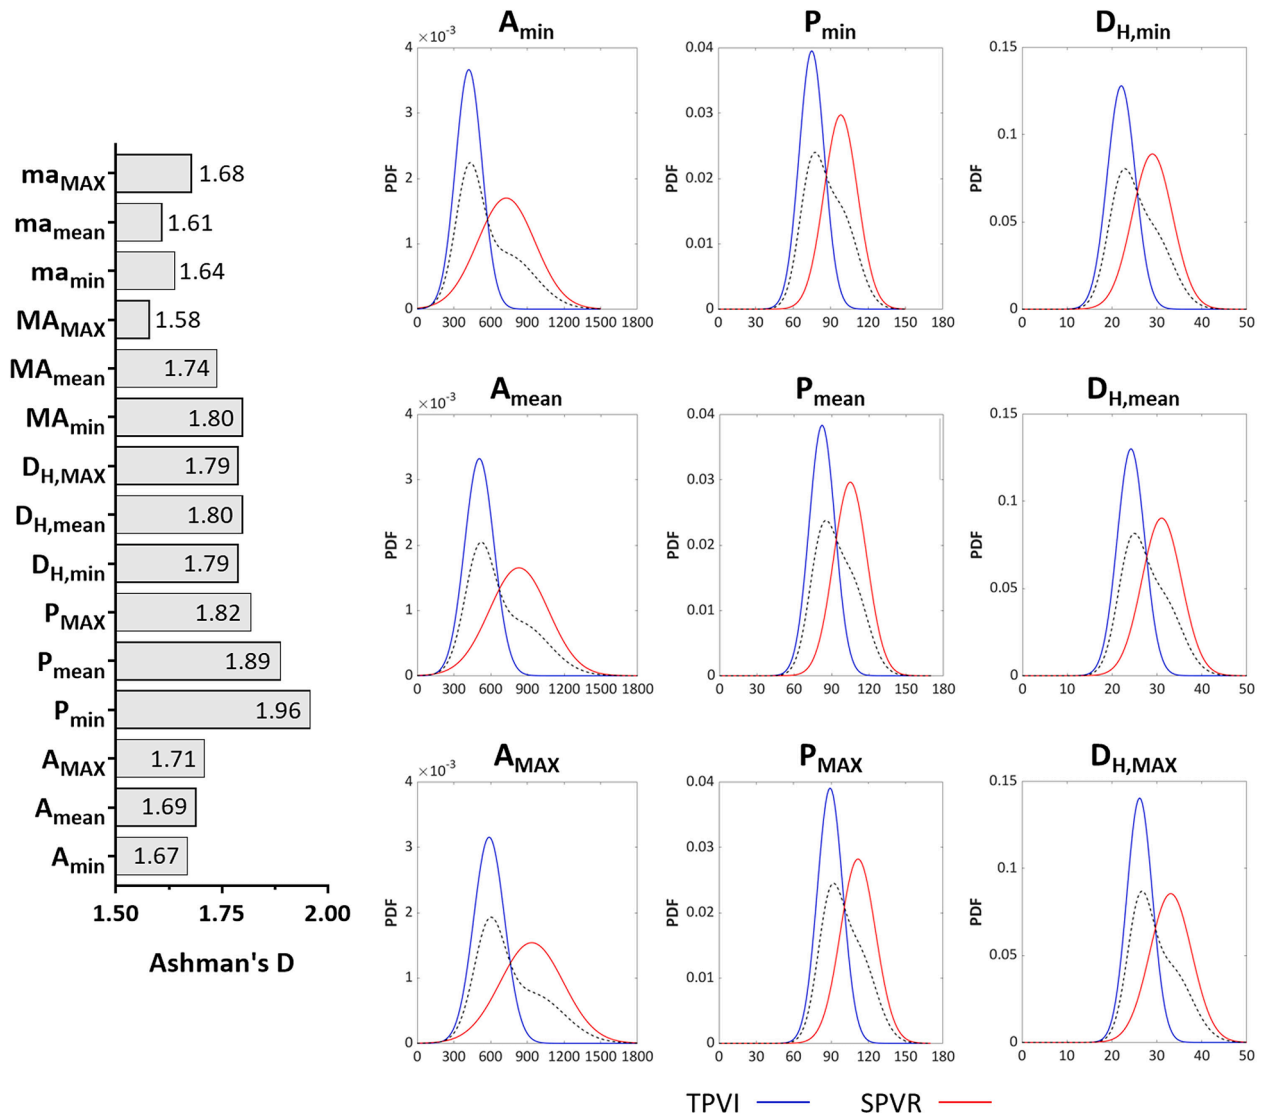 ma_MAX 1.68
ma_mean 1.61
ma_min 1.64
MA_MAX 1.58
MA_mean 1.74
MA_min 1.80
D_H,MAX 1.79
D_H,mean 1.80
D_H,min 1.79
P_MAX 1.82
P_mean 1.89
P_min 1.96
A_MAX 1.71
A_mean 1.69
A_min 1.67
1.50 1.75 2.00
Ashman's D
A_min
×10⁻³
4
3
2
1
0
PDF
0 300 600 900 1200 1500 1800
P_min
0.04
0.03
0.02
0.01
0
PDF
0 30 60 90 120 150 180
D_H,min
0.15
0.1
0.05
0
PDF
0 10 20 30 40 50
A_mean
×10⁻³
4
3
2
1
0
PDF
0 300 600 900 1200 1500 1800
P_mean
0.04
0.03
0.02
0.01
0
PDF
0 30 60 90 120 150 180
D_H,mean
0.15
0.1
0.05
0
PDF
0 10 20 30 40 50
A_MAX
×10⁻³
4
3
2
1
0
PDF
0 300 600 900 1200 1500 1800
P_MAX
0.04
0.03
0.02
0.01
0
PDF
0 30 60 90 120 150 180
D_H,MAX
0.15
0.1
0.05
0
PDF
0 10 20 30 40 50
TPVI SPVR